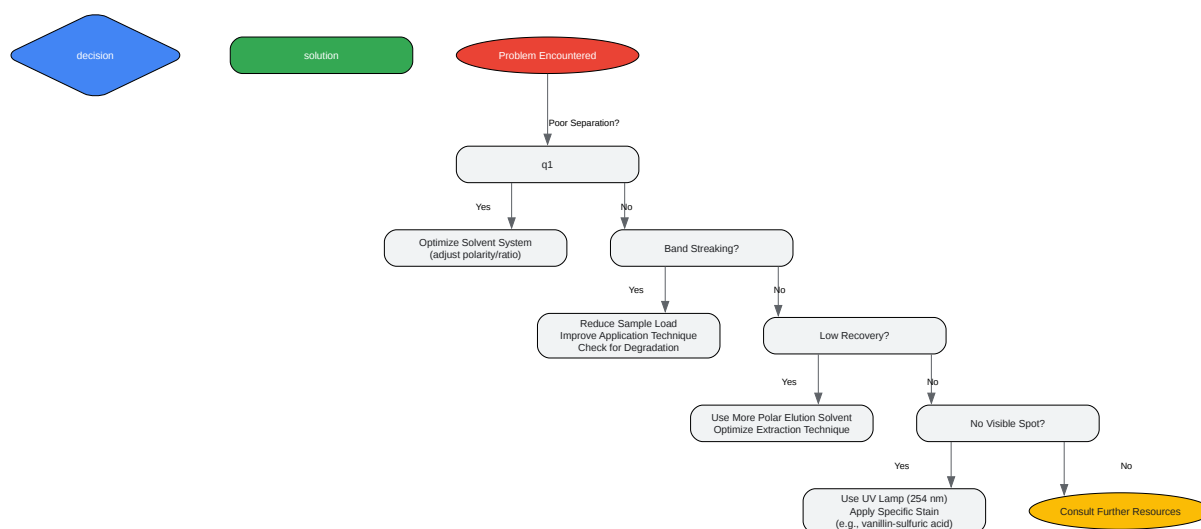 decision
solution
Problem Encountered
Poor Separation?
q1
Yes
No
Optimize Solvent System
(adjust polarity/ratio)
Band Streaking?
Yes
No
Reduce Sample Load
Improve Application Technique
Check for Degradation
Low Recovery?
Yes
No
Use More Polar Elution Solvent
Optimize Extraction Technique
No Visible Spot?
Yes
No
Use UV Lamp (254 nm)
Apply Specific Stain
(e.g., vanillin-sulfuric acid)
Consult Further Resources